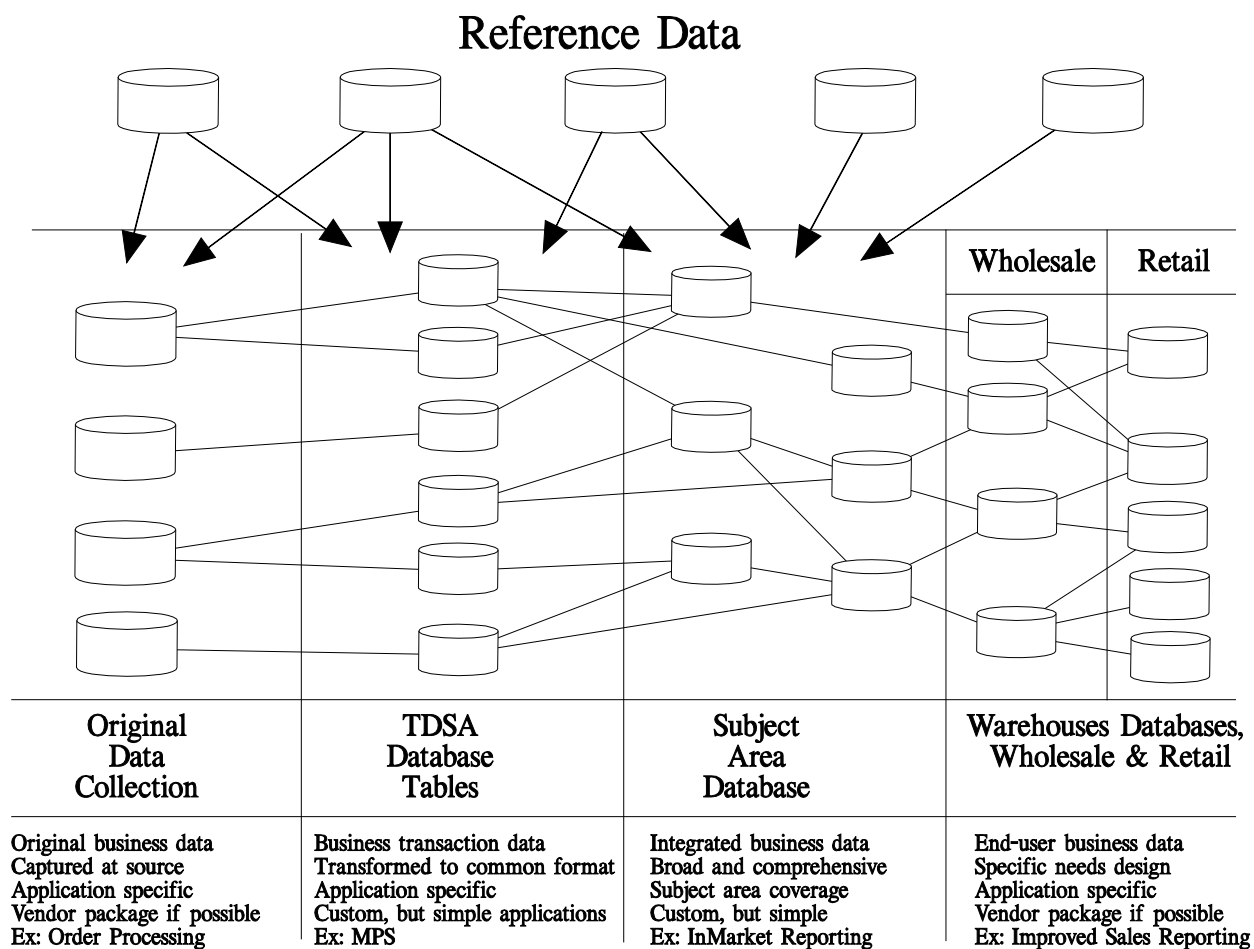 Reference Data
Wholesale
Retail
Original
Data
Collection
TDSA
Database
Tables
Subject
Area
Database
Warehouses Databases,
Wholesale & Retail
Original business data
Captured at source
Application specific
Vendor package if possible
Ex: Order Processing
Business transaction data
Transformed to common format
Application specific
Custom, but simple applications
Ex: MPS
Integrated business data
Broad and comprehensive
Subject area coverage
Custom, but simple
Ex: InMarket Reporting
End-user business data
Specific needs design
Application specific
Vendor package if possible
Ex: Improved Sales Reporting